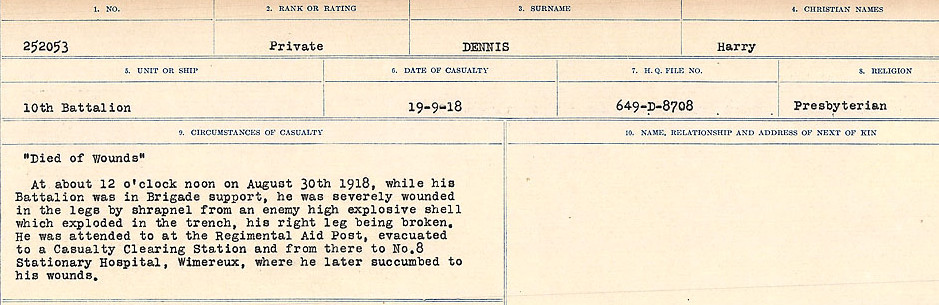 1. NO. 2. RANK OR RATING 3. SURNAME 4. CHRISTIAN NAMES
252053 Private DENNIS Harry
5. UNIT OR SHIP 6. DATE OF CASUALTY 7. H.Q. FILE NO. 8. RELIGION
10th Battalion 19-9-18 649-D-8708 Presbyterian
9. CIRCUMSTANCES OF CASUALTY 10. NAME, RELATIONSHIP AND ADDRESS OF NEXT OF KIN
"Died of Wounds"
At about 12 o'clock noon on August 30th 1918, while his
Battalion was in Brigade support, he was severely wounded
in the legs by shrapnel from an enemy high explosive shell
which exploded in the trench, his right leg being broken.
He was attended to at the Regimental Aid Post, evacuated
to a Casualty Clearing Station and from there to No.8
Stationary Hospital, Wimereux, where he later succumbed to
his wounds.